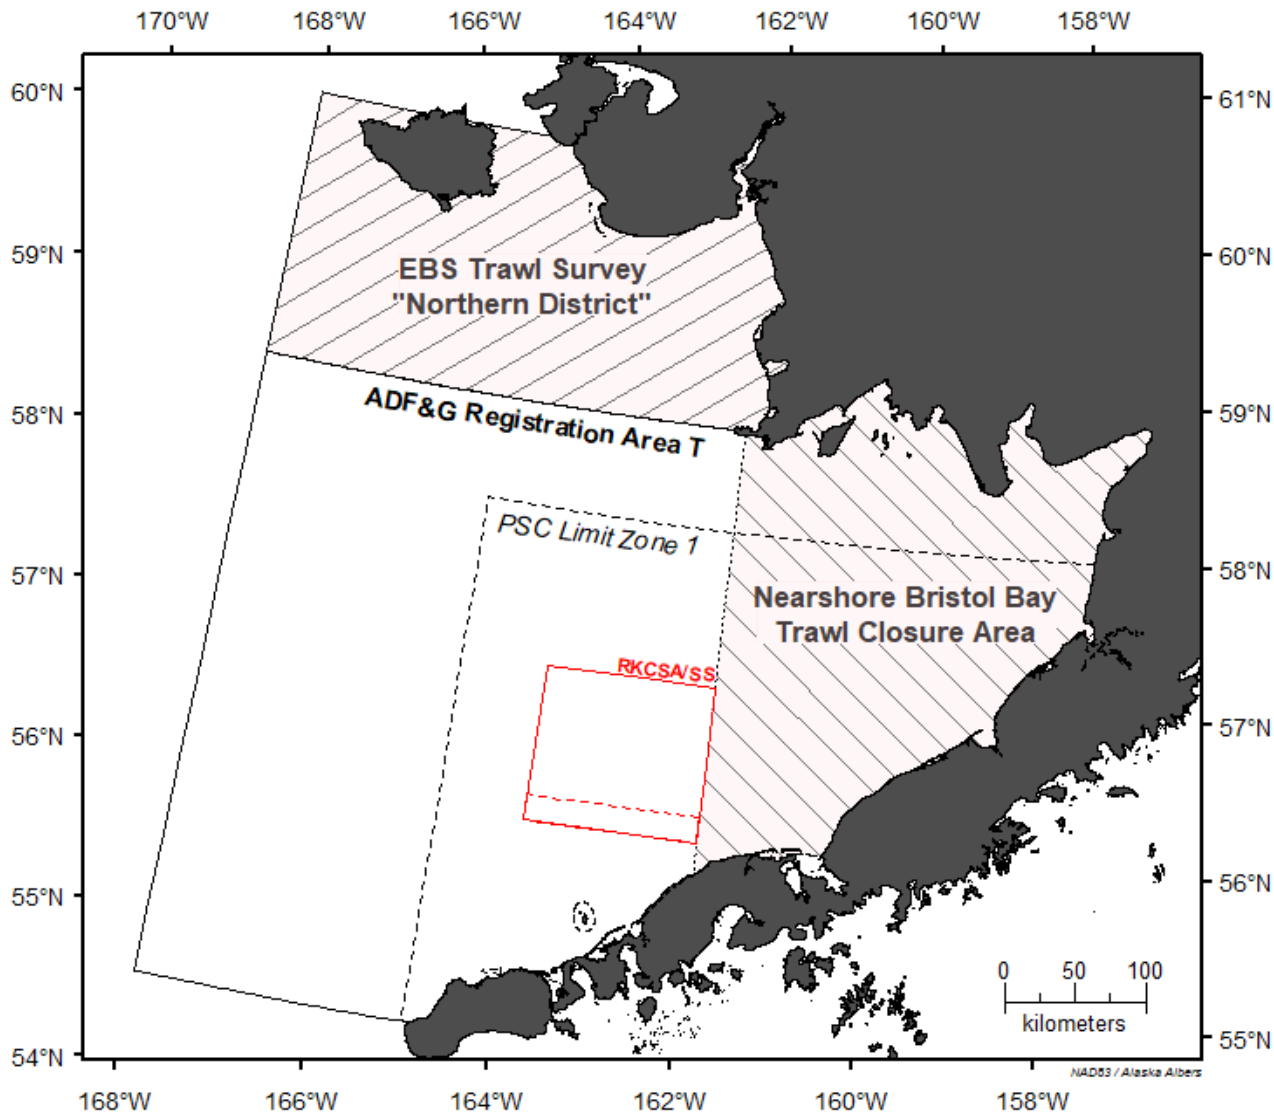 170°W 168°W 166°W 164°W 162°W 160°W 158°W
60°N
61°N
59°N
60°N
EBS Trawl Survey
"Northern District"
58°N
59°N
ADF&G Registration Area T
PSC Limit Zone 1
57°N
58°N
Nearshore Bristol Bay
Trawl Closure Area
RKCSA/SS
56°N
57°N
55°N
56°N
0 50 100
kilometers
54°N
55°N
NAD83 / Alaska Albers
168°W 166°W 164°W 162°W 160°W 158°W